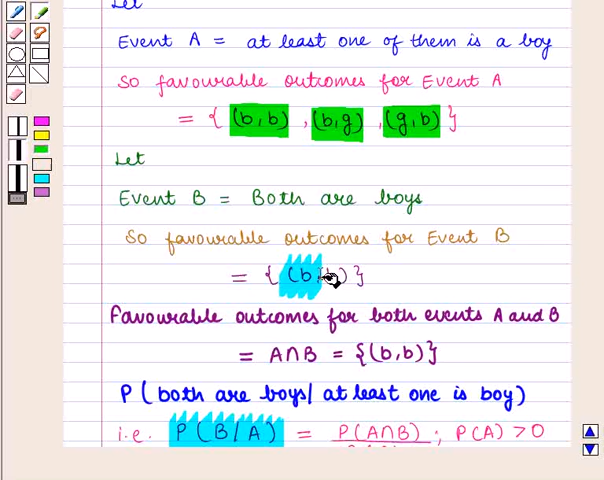 Let
Event A = at least one of them is a boy
So favourable outcomes for Event A
= { (b,b) , (b,g) , (g,b) }
Let
Event B = Both are boys
So favourable outcomes for Event B
= { (b, ) }
Favourable outcomes for both events A and B
= A∩B = {(b,b)}
P (both are boys/ at least one is boy)
i.e. P(B/A) = P(A∩B) ; P(A) >0